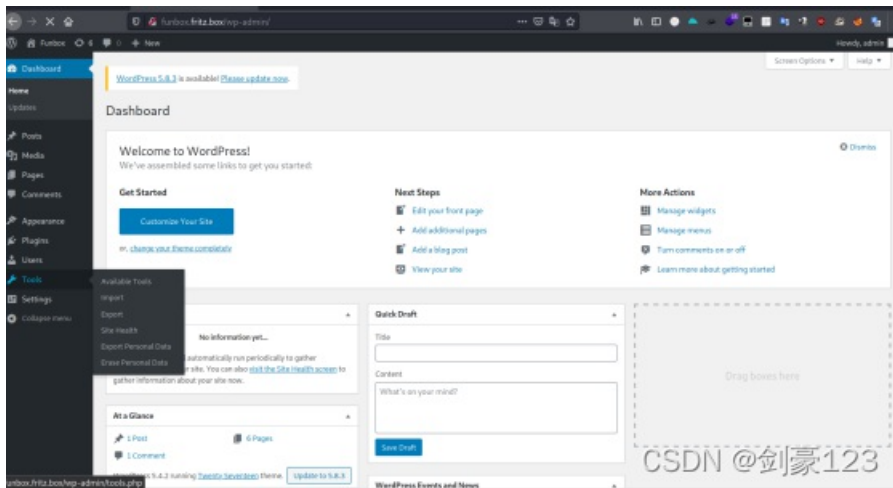 funbox.fritz.box/wp-admin/
Funbox 6 0 New
Howdy, admin
Screen Options Help
Dashboard
Home
Updates
Posts
Media
Pages
Comments
Appearance
Plugins
Users
Tools
Settings
Collapse menu
Available Tools
Import
Export
Site Health
Export Personal Data
Erase Personal Data
WordPress 5.8.3 is available! Please update now.
Dashboard
Welcome to WordPress!
We've assembled some links to get you started:
Dismiss
Get Started
Customize Your Site
or, change your theme completely
Next Steps
Edit your front page
Add additional pages
Add a blog post
View your site
More Actions
Manage widgets
Manage menus
Turn comments on or off
Learn more about getting started
No information yet...
automatically run periodically to gather
your site. You can also visit the Site Health screen to
gather information about your site now.
At a Glance
1 Post
6 Pages
1 Comment
WordPress 5.4.2 running Twenty Seventeen theme.
Update to 5.8.3
Quick Draft
Title
Content
What's on your mind?
Save Draft
WordPress Events and News
Drag boxes here
funbox.fritz.box/wp-admin/tools.php
CSDN @剑豪123